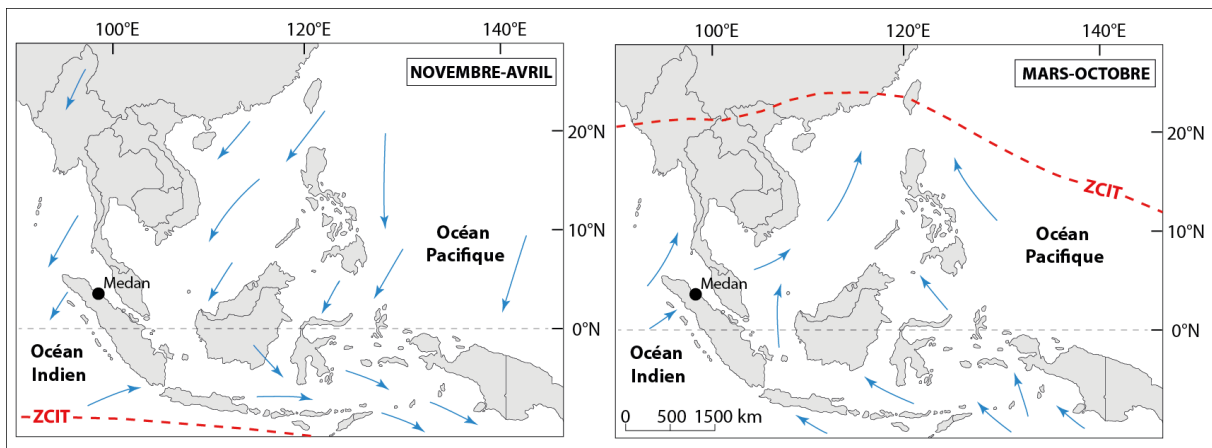 100°E 120°E 140°E
NOVEMBRE-AVRIL
20°N
Océan
Pacifique
10°N
Medan
0°N
Océan
Indien
ZCIT
100°E 120°E 140°E
MARS-OCTOBRE
20°N
ZCIT
Océan
Pacifique
10°N
Medan
0°N
Océan
Indien
0 500 1500 km